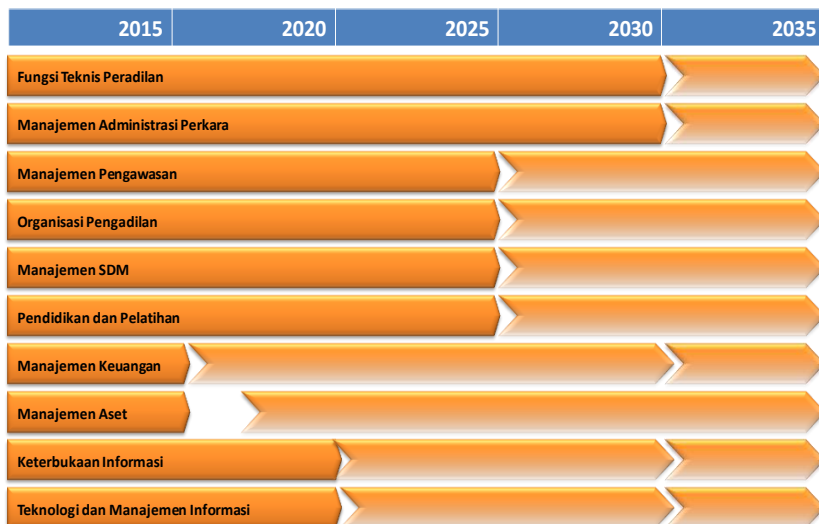 2015 2020 2025 2030 2035
Fungsi Teknis Peradilan
Manajemen Administrasi Perkara
Manajemen Pengawasan
Organisasi Pengadilan
Manajemen SDM
Pendidikan dan Pelatihan
Manajemen Keuangan
Manajemen Aset
Keterbukaan Informasi
Teknologi dan Manajemen Informasi